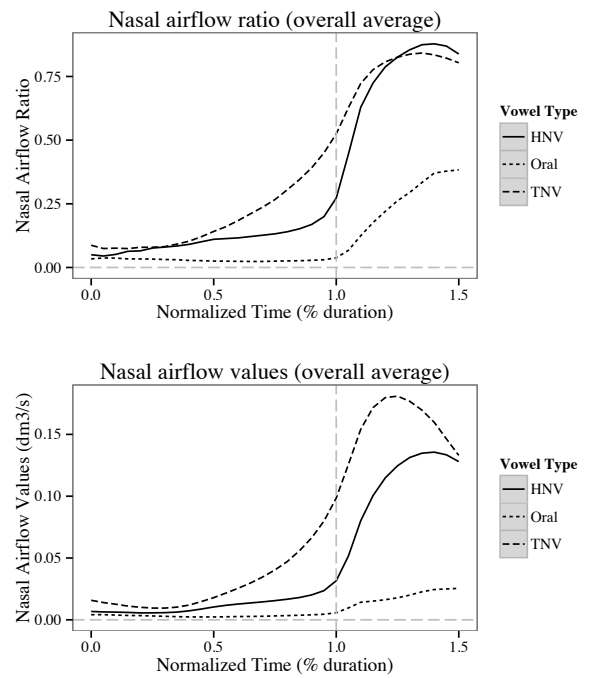 Nasal airflow ratio (overall average)
Nasal Airflow Ratio
0.75
0.50
0.25
0.00
0.0 0.5 1.0 1.5
Normalized Time (% duration)
Vowel Type
HNV
Oral
TNV
Nasal airflow values (overall average)
Nasal Airflow Values (dm3/s)
0.15
0.10
0.05
0.00
0.0 0.5 1.0 1.5
Normalized Time (% duration)
Vowel Type
HNV
Oral
TNV